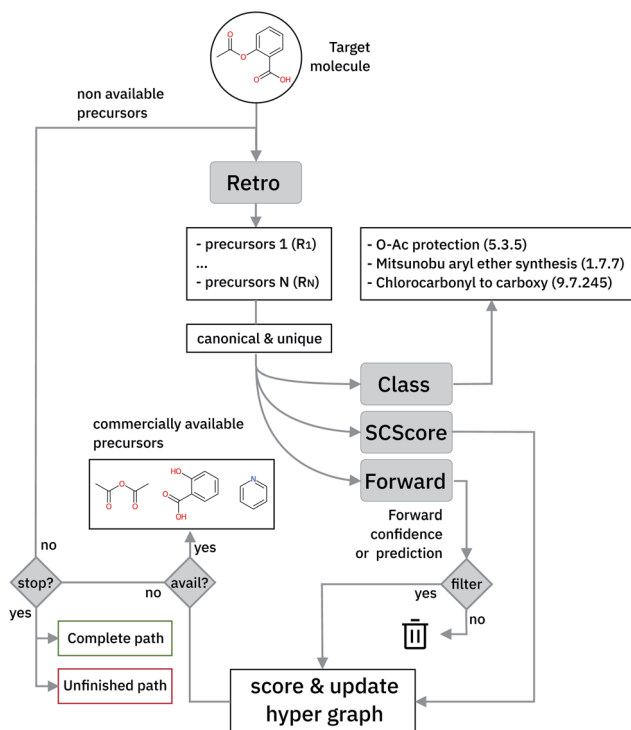 O
O
O
OH
Target
molecule
non available
precursors
Retro
- precursors 1 (R1)
...
- precursors N (RN)
- O-Ac protection (5.3.5)
- Mitsunobu aryl ether synthesis (1.7.7)
- Chlorocarbonyl to carboxy (9.7.245)
canonical & unique
Class
SCScore
Forward
commercially available
precursors
O
O
O
HO
O
OH
N
Forward
confidence
or prediction
no
yes
stop?
no
avail?
yes
filter
yes
no
Complete path
Unfinished path
score & update
hyper graph